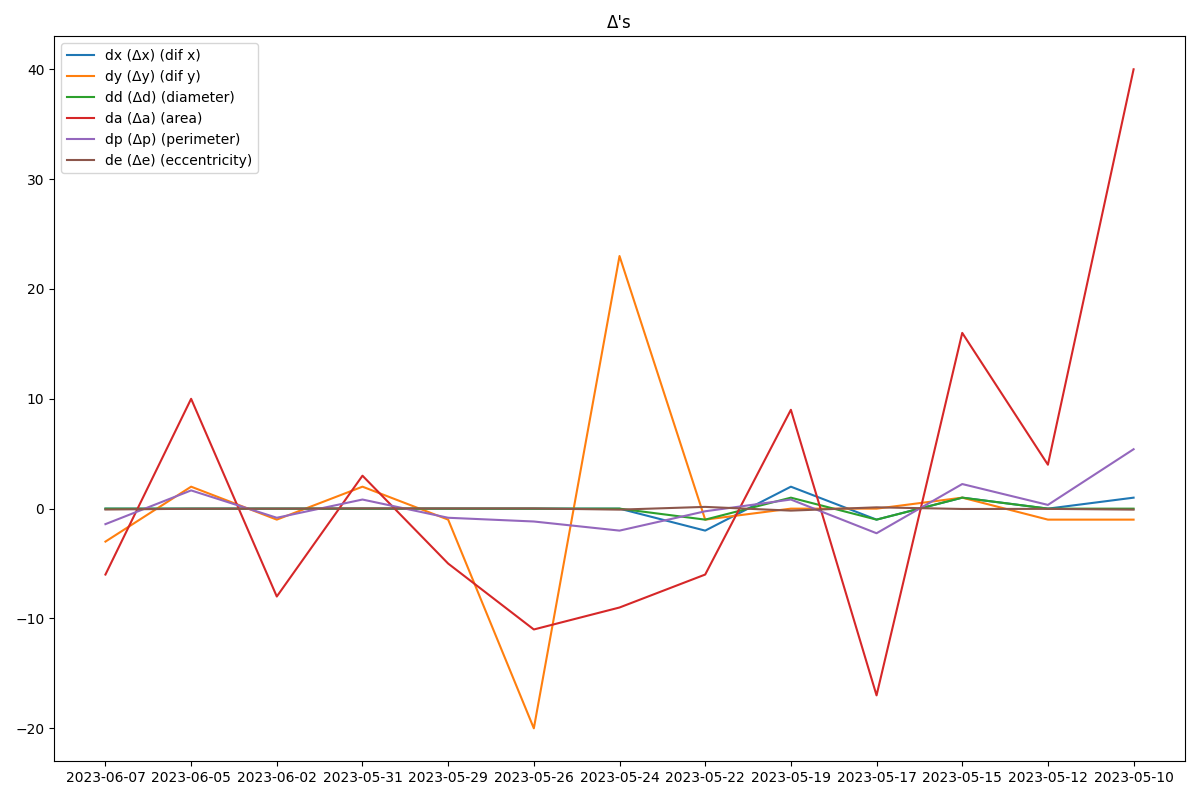 Δ's
dx (Δx) (dif x)
dy (Δy) (dif y)
dd (Δd) (diameter)
da (Δa) (area)
dp (Δp) (perimeter)
de (Δe) (eccentricity)
40
30
20
10
0
−10
−20
2023-06-07 2023-06-05 2023-06-02 2023-05-31 2023-05-29 2023-05-26 2023-05-24 2023-05-22 2023-05-19 2023-05-17 2023-05-15 2023-05-12 2023-05-10